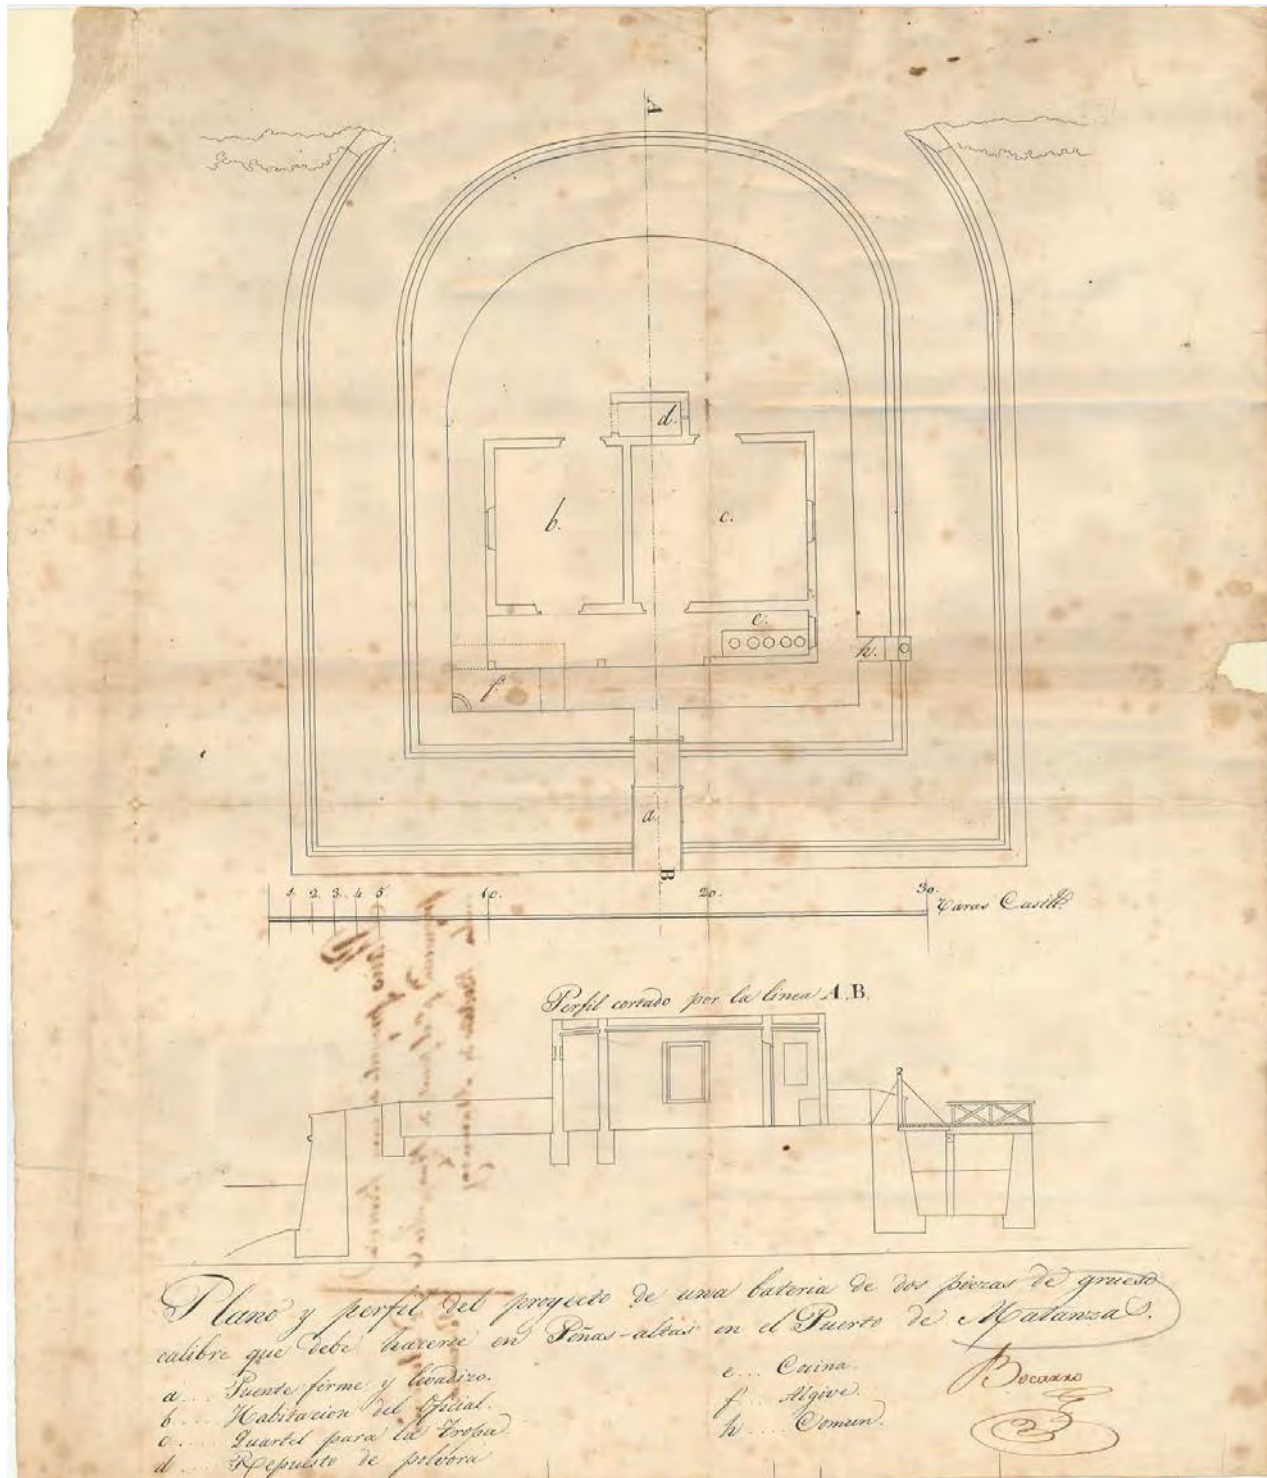 A
d.
b.
c.
e.
h.
f.
a.
B
1. 2. 3. 4. 5. 10. 20. 30.
Varas Castill.s
Perfil cortado por la linea A.B.
Plano y perfil del proyecto de una bateria de dos piezas de grueso
calibre que debe hacerse en Peñas-altas en el Puerto de Matanzas.
a.... Puente firme y levadizo.
b.... Habitacion del Oficial.
c.... Quartel para la tropa.
d.... Repuesto de polvora
e... Cocina.
f... Algive.
h.... Comun.
Bocarro